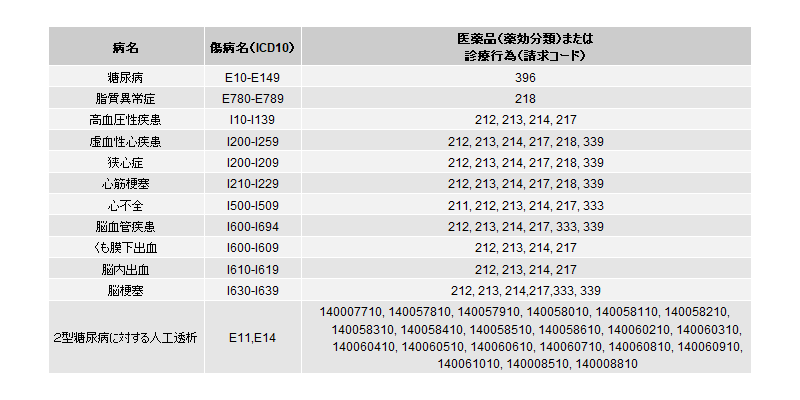 病名 傷病名(ICD10) 医薬品(薬効分類)または
診療行為(請求コード)
糖尿病 E10-E149 396
脂質異常症 E780-E789 218
高血圧性疾患 I10-I139 212, 213, 214, 217
虚血性心疾患 I200-I259 212, 213, 214, 217, 218, 339
狭心症 I200-I209 212, 213, 214, 217, 218, 339
心筋梗塞 I210-I229 212, 213, 214, 217, 218, 339
心不全 I500-I509 211, 212, 213, 214, 217, 333
脳血管疾患 I600-I694 212, 213, 214, 217, 333, 339
くも膜下出血 I600-I609 212, 213, 214, 217
脳内出血 I610-I619 212, 213, 214, 217
脳梗塞 I630-I639 212, 213, 214,217,333, 339
2型糖尿病に対する人工透析 E11,E14 140007710, 140057810, 140057910, 140058010, 140058110, 140058210,
140058310, 140058410, 140058510, 140058610, 140060210, 140060310,
140060410, 140060510, 140060610, 140060710, 140060810, 140060910,
140061010, 140008510, 140008810